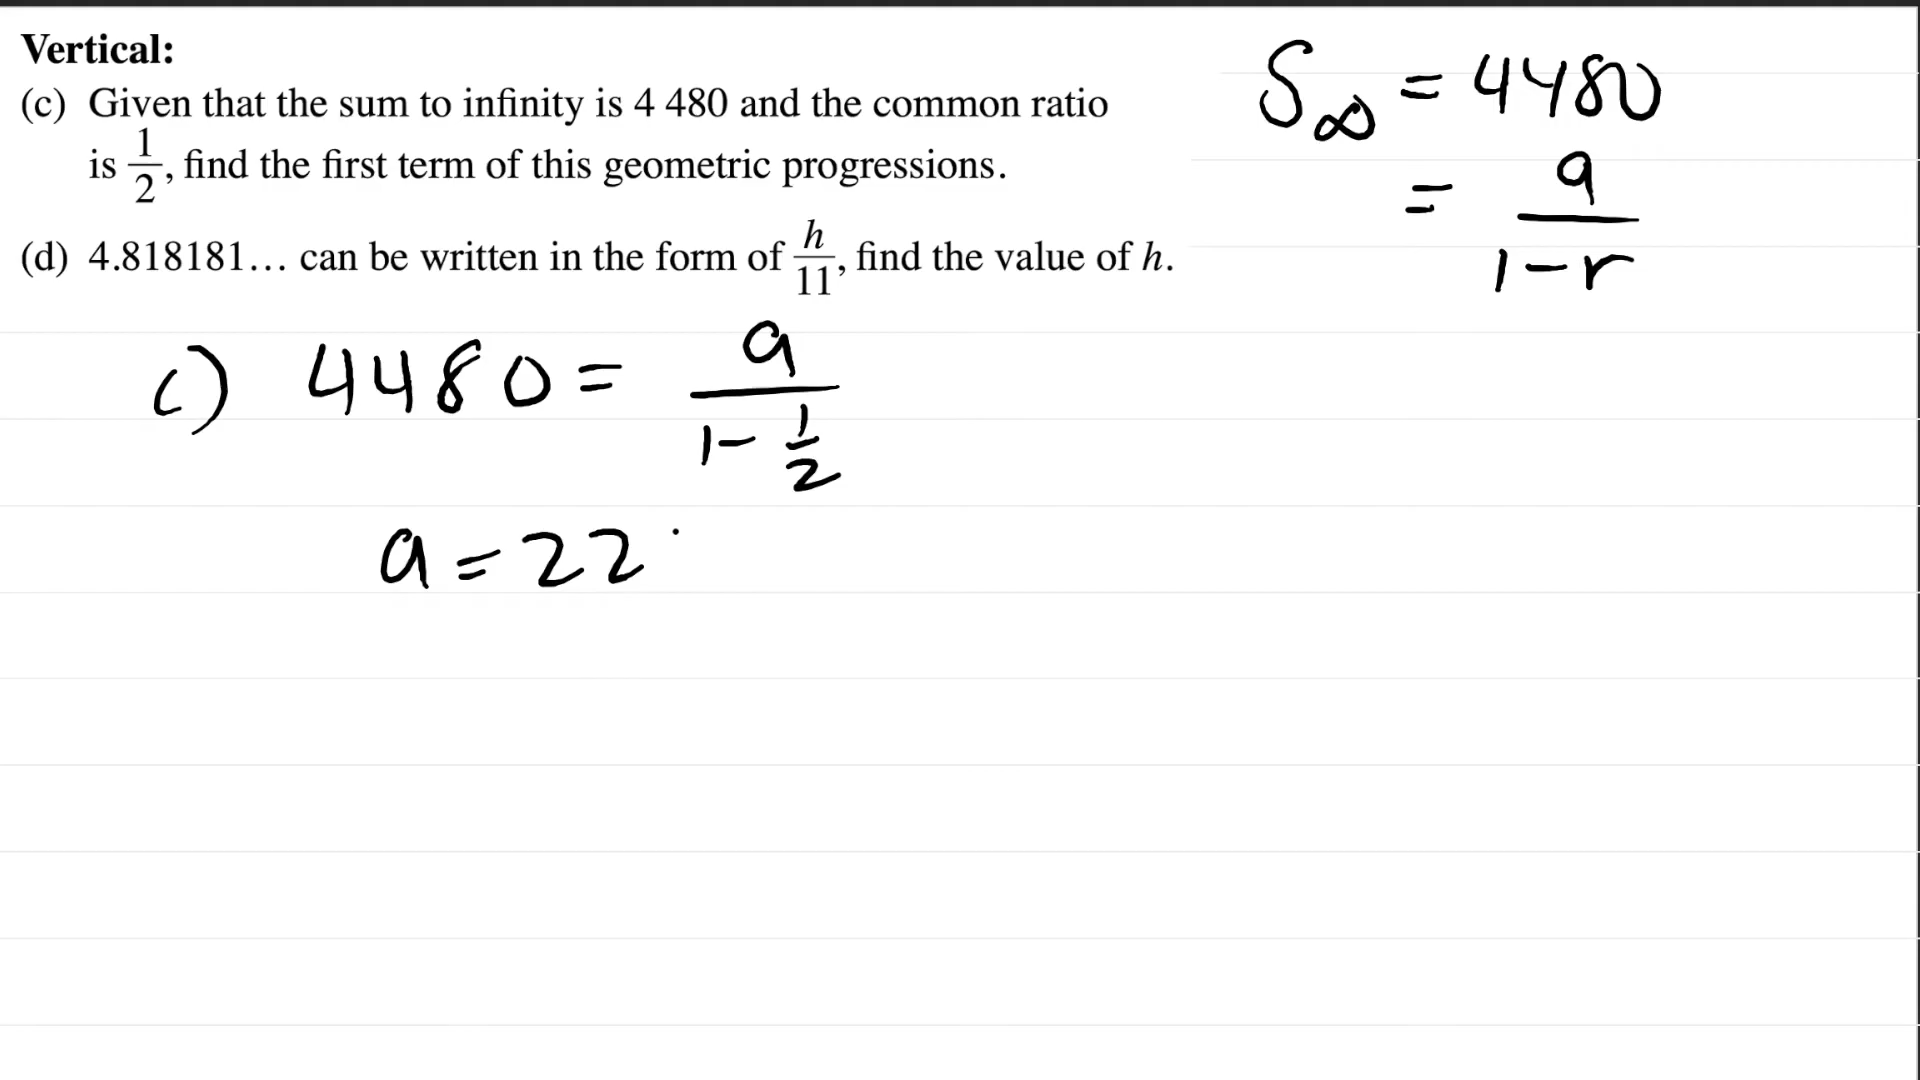 Vertical:
(c) Given that the sum to infinity is 4 480 and the common ratio
is 1/2, find the first term of this geometric progressions.
(d) 4.818181... can be written in the form of h/11, find the value of h.
S∞ = 4480
= a/(1-r)
c) 4480 = a/(1-1/2)
a = 22